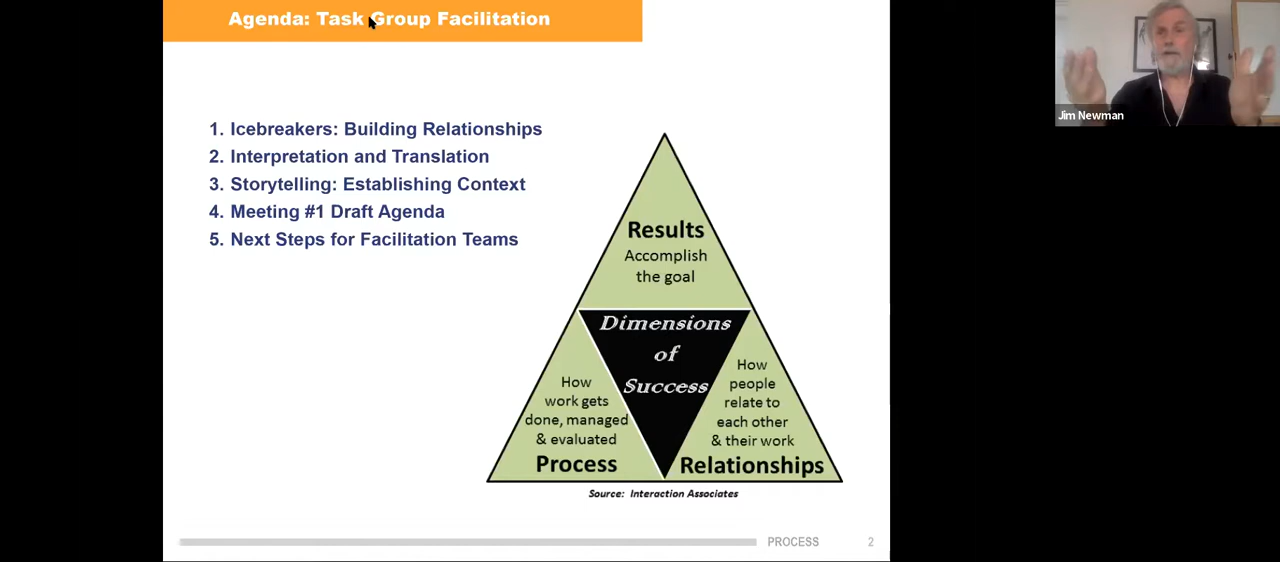 Agenda: Task Group Facilitation
Jim Newman
1. Icebreakers: Building Relationships
2. Interpretation and Translation
3. Storytelling: Establishing Context
4. Meeting #1 Draft Agenda
5. Next Steps for Facilitation Teams
Results
Accomplish
the goal
Dimensions
of
Success
How
work gets
done, managed
& evaluated
Process
How
people
relate to
each other
& their work
Relationships
Source: Interaction Associates
PROCESS 2